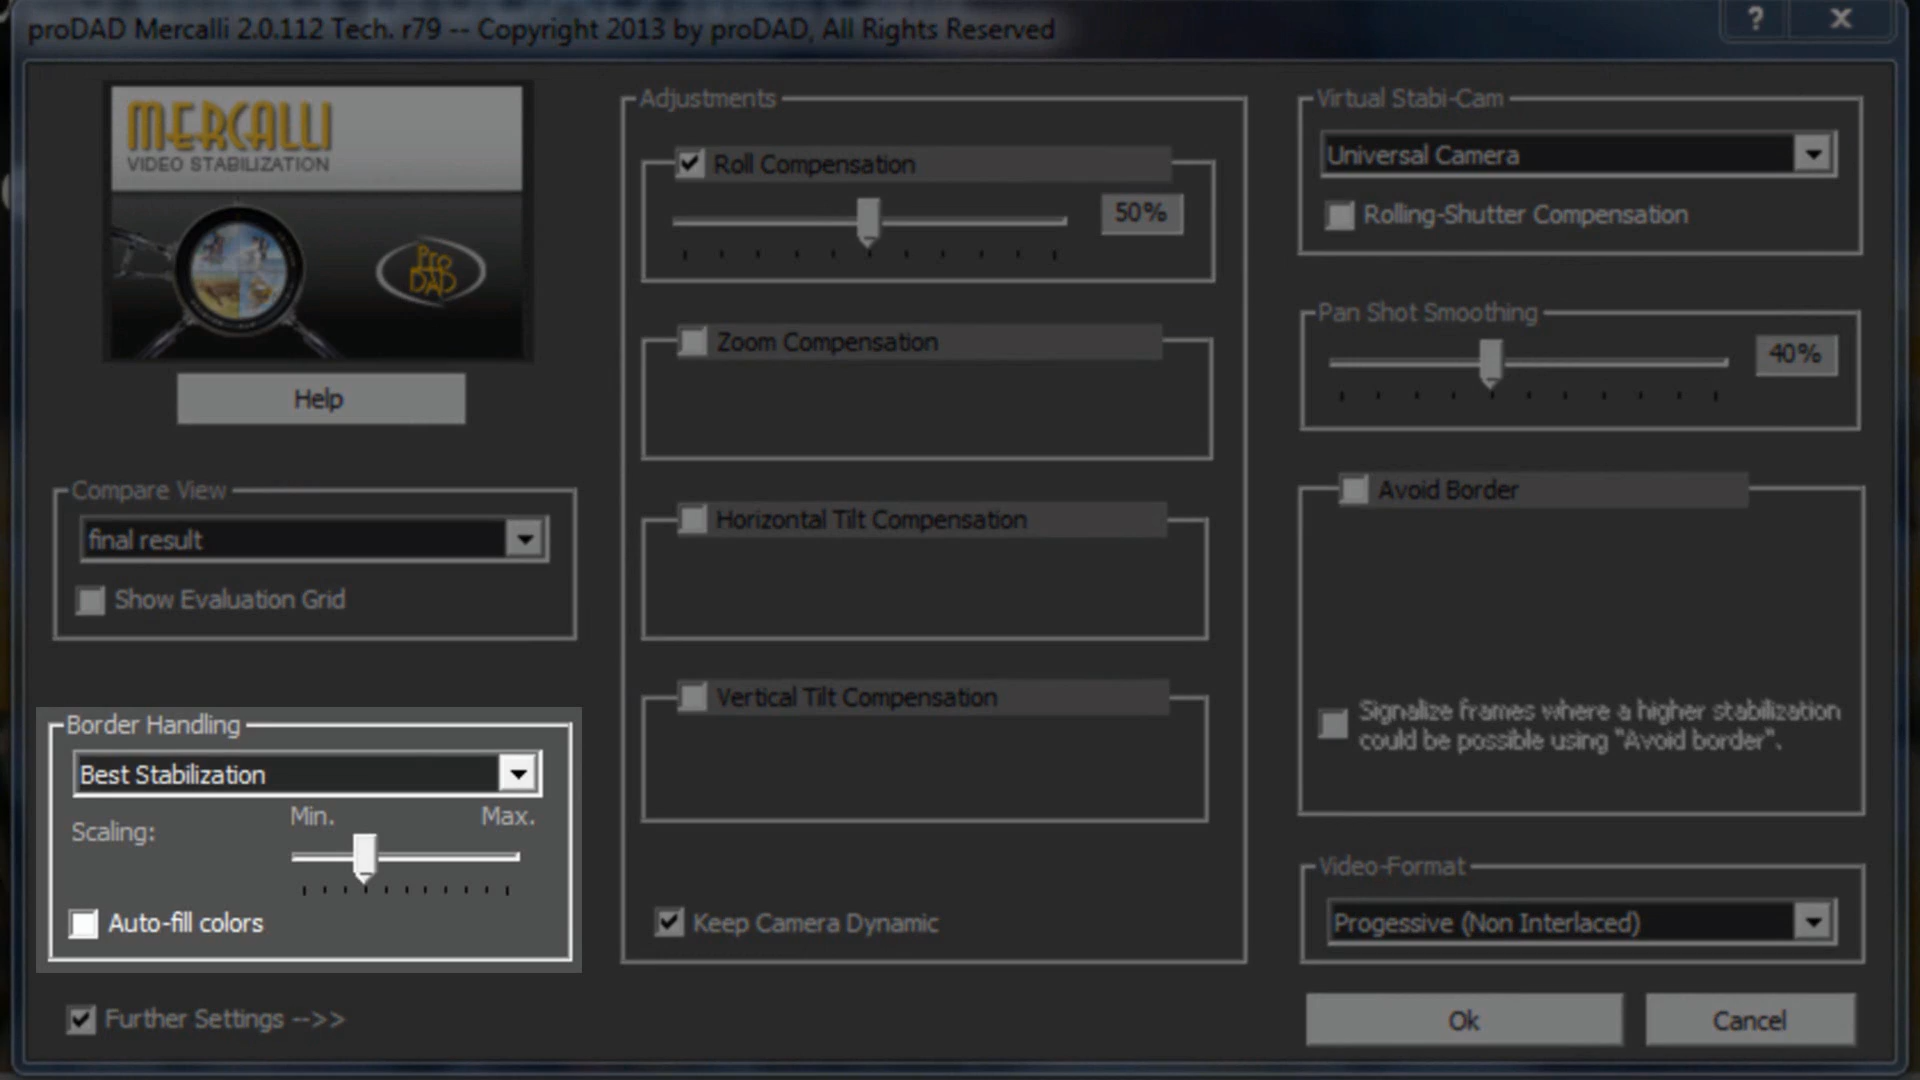 proDAD Mercalli 2.0.112 Tech. r79 -- Copyright 2013 by proDAD, All Rights Reserved
?
X
MERCALLI
VIDEO STABILIZATION
Pro
DAD
Help
Compare View
final result
Show Evaluation Grid
Border Handling
Best Stabilization
Min. Max.
Scaling:
Auto-fill colors
Further Settings -->>
Adjustments
Roll Compensation
50%
Zoom Compensation
Horizontal Tilt Compensation
Vertical Tilt Compensation
Keep Camera Dynamic
Virtual Stabi-Cam
Universal Camera
Rolling-Shutter Compensation
Pan Shot Smoothing
40%
Avoid Border
Signalize frames where a higher stabilization
could be possible using "Avoid border".
Video-Format
Progessive (Non Interlaced)
Ok
Cancel